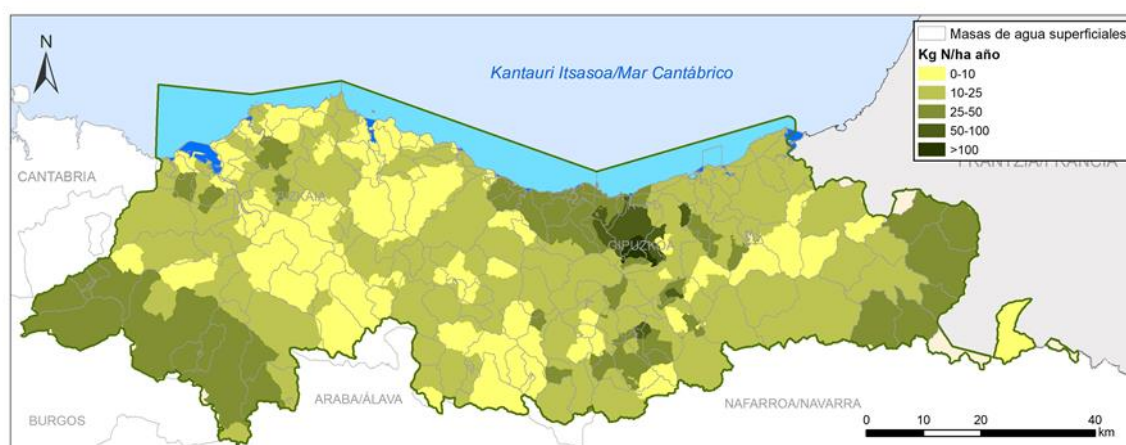 N
Kantauri Itsasoa/Mar Cantábrico
Masas de agua superficiales
Kg N/ha año
0-10
10-25
25-50
50-100
>100
FRANTZIA/FRANCIA
CANTABRIA
BIZKAIA
GIPUZKOA
ARABA/ÁLAVA
NAFARROA/NAVARRA
BURGOS
0 10 20 40
km